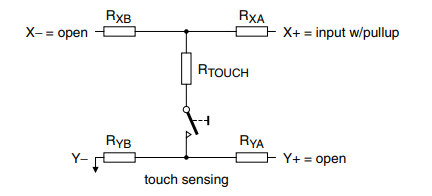 RXB RXA
X– = open X+ = input w/pullup
RTOUCH
RYB RYA
Y– Y+ = open
touch sensing